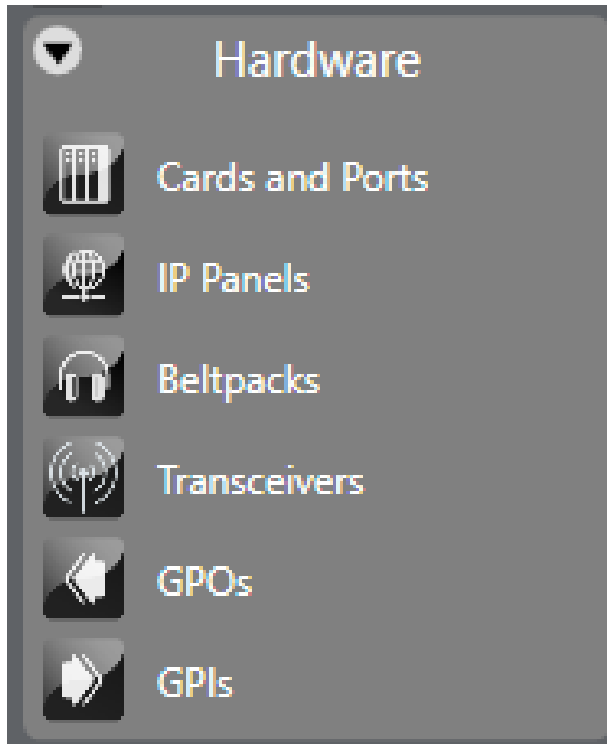 Hardware
Cards and Ports
IP Panels
Beltpacks
Transceivers
GPOs
GPIs